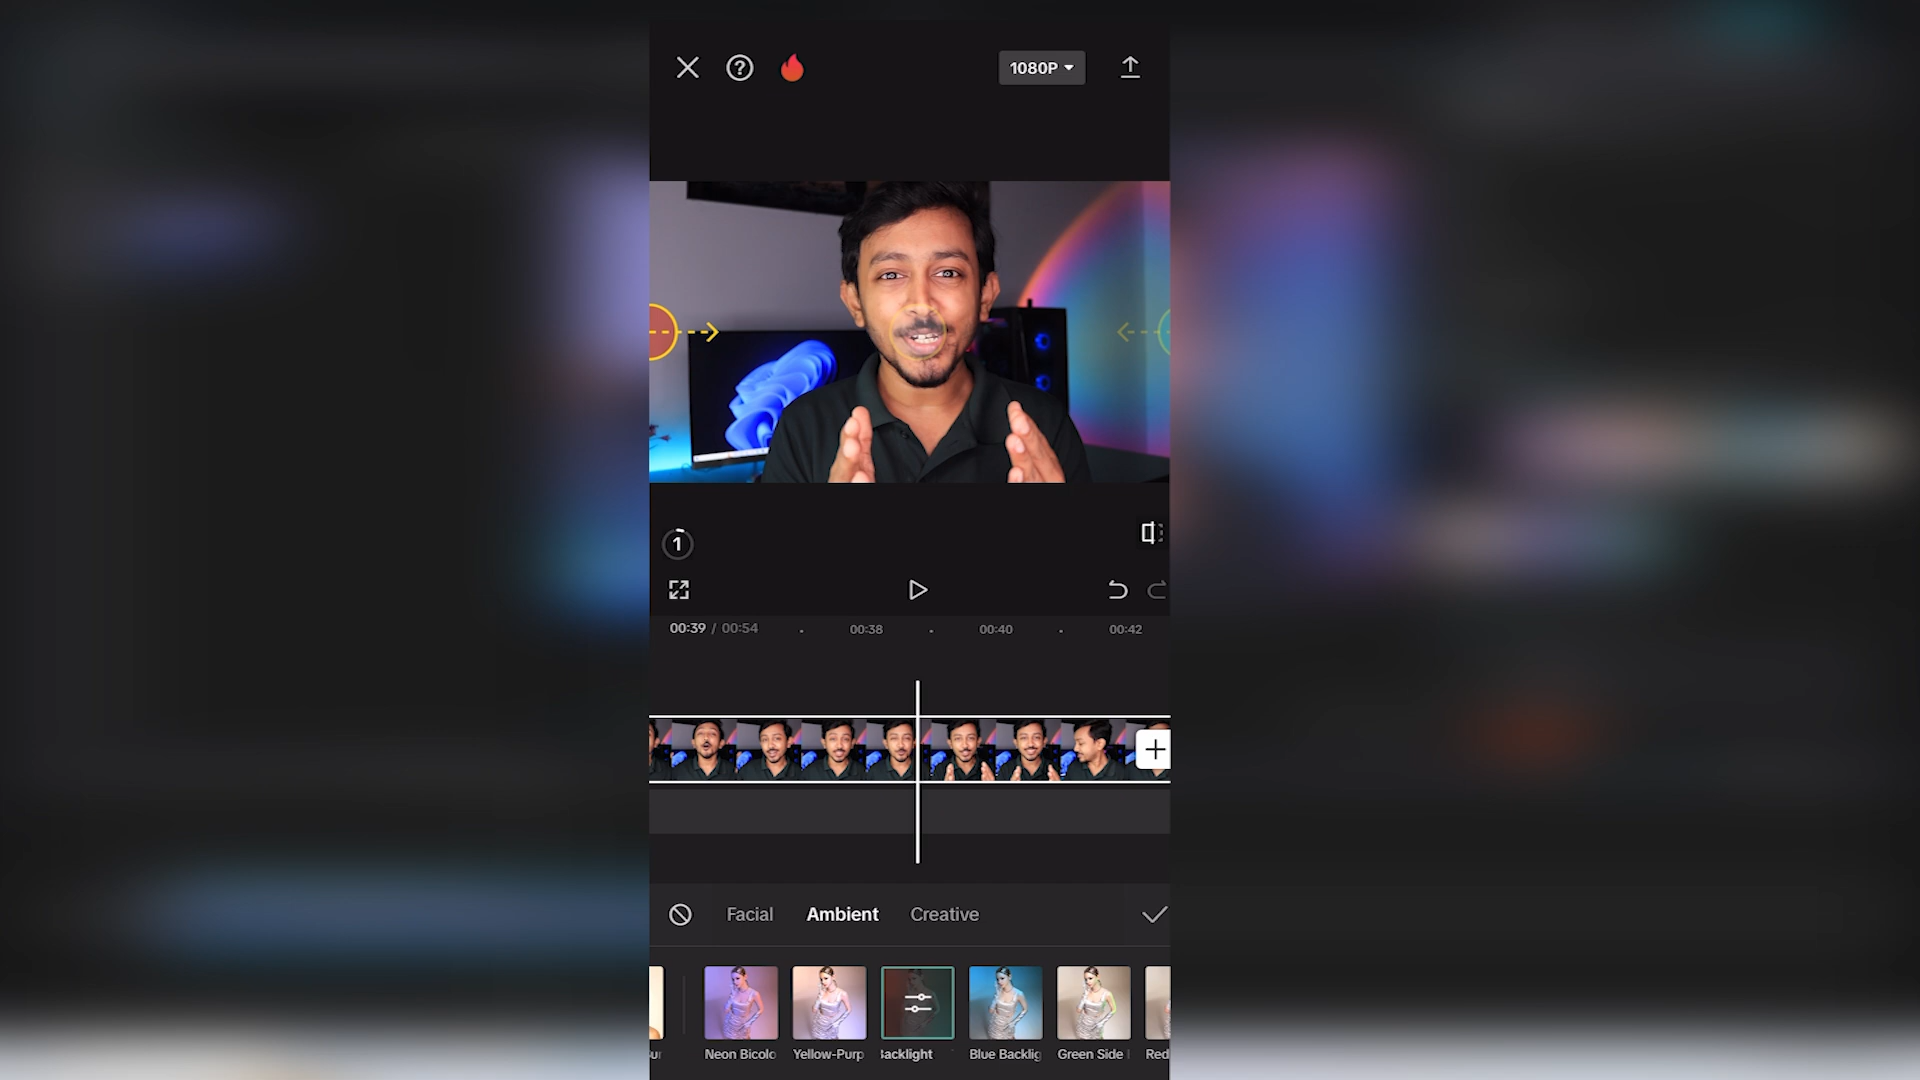 1080P
1
00:39 / 00:54
00:38
00:40
00:42
Facial
Ambient
Creative
Neon Bicolo
Yellow-Purp
Backlight
Blue Backlig
Green Side
Red